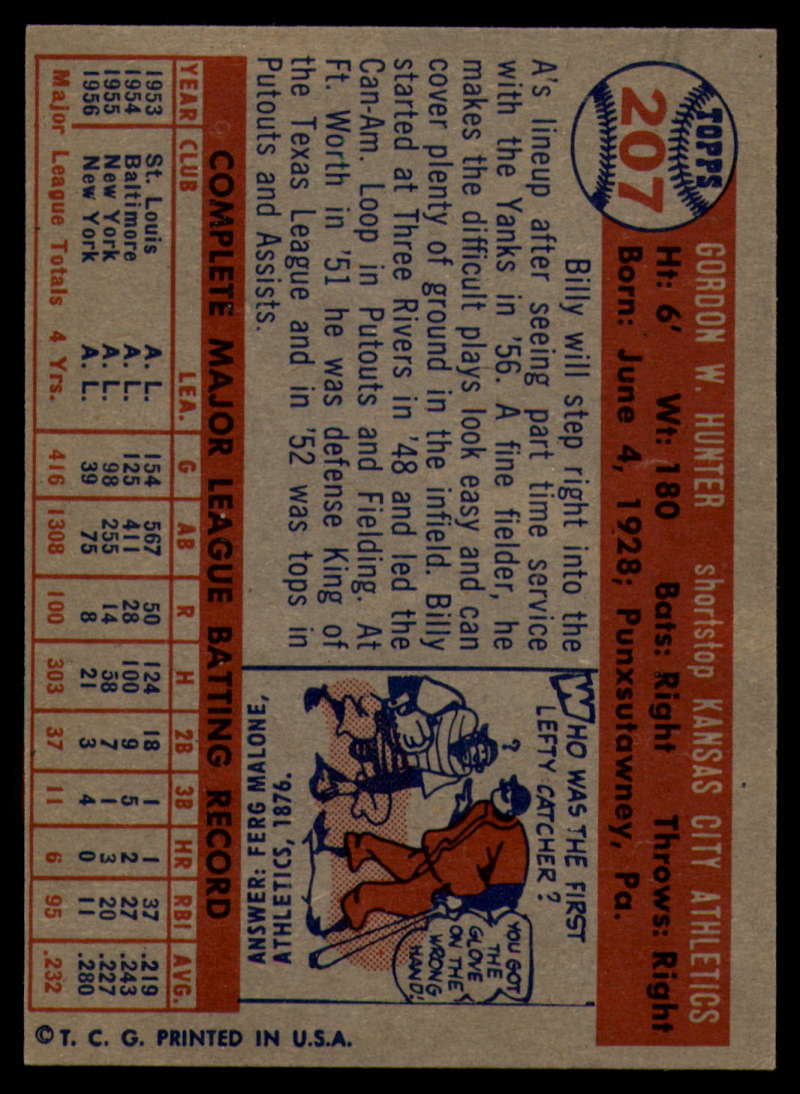 TOPPS
207
GORDON W. HUNTER shortstop KANSAS CITY ATHLETICS
Ht: 6' Wt: 180 Bats: Right Throws: Right
Born: June 4, 1928; Punxsutawney, Pa.
Billy will step right into the
A's lineup after seeing part time service
with the Yanks in '56. A fine fielder, he
makes the difficult plays look easy and can
cover plenty of ground in the infield. Billy
started at Three Rivers in '48 and led the
Can-Am. Loop in Putouts and Fielding. At
Ft. Worth in '51 he was defense King of
the Texas League and in '52 was tops in
Putouts and Assists.
WHO WAS THE FIRST
LEFTY CATCHER?
?
YOU GOT
THE
GLOVE
ON THE
WRONG
HAND!
ANSWER: FERG MALONE,
ATHLETICS, 1876.
COMPLETE MAJOR LEAGUE BATTING RECORD
YEAR CLUB LEA. G AB R H 2B 3B HR RBI AVG.
1953 St. Louis A. L. 154 567 50 124 18 1 1 37 .219
1954 Baltimore A. L. 125 411 28 100 9 5 2 27 .243
1955 New York A. L. 98 255 14 58 7 1 3 20 .227
1956 New York A. L. 39 75 8 21 3 4 0 11 .280
Major League Totals 4 Yrs. 416 1308 100 303 37 11 6 95 .232
© T. C. G. PRINTED IN U.S.A.